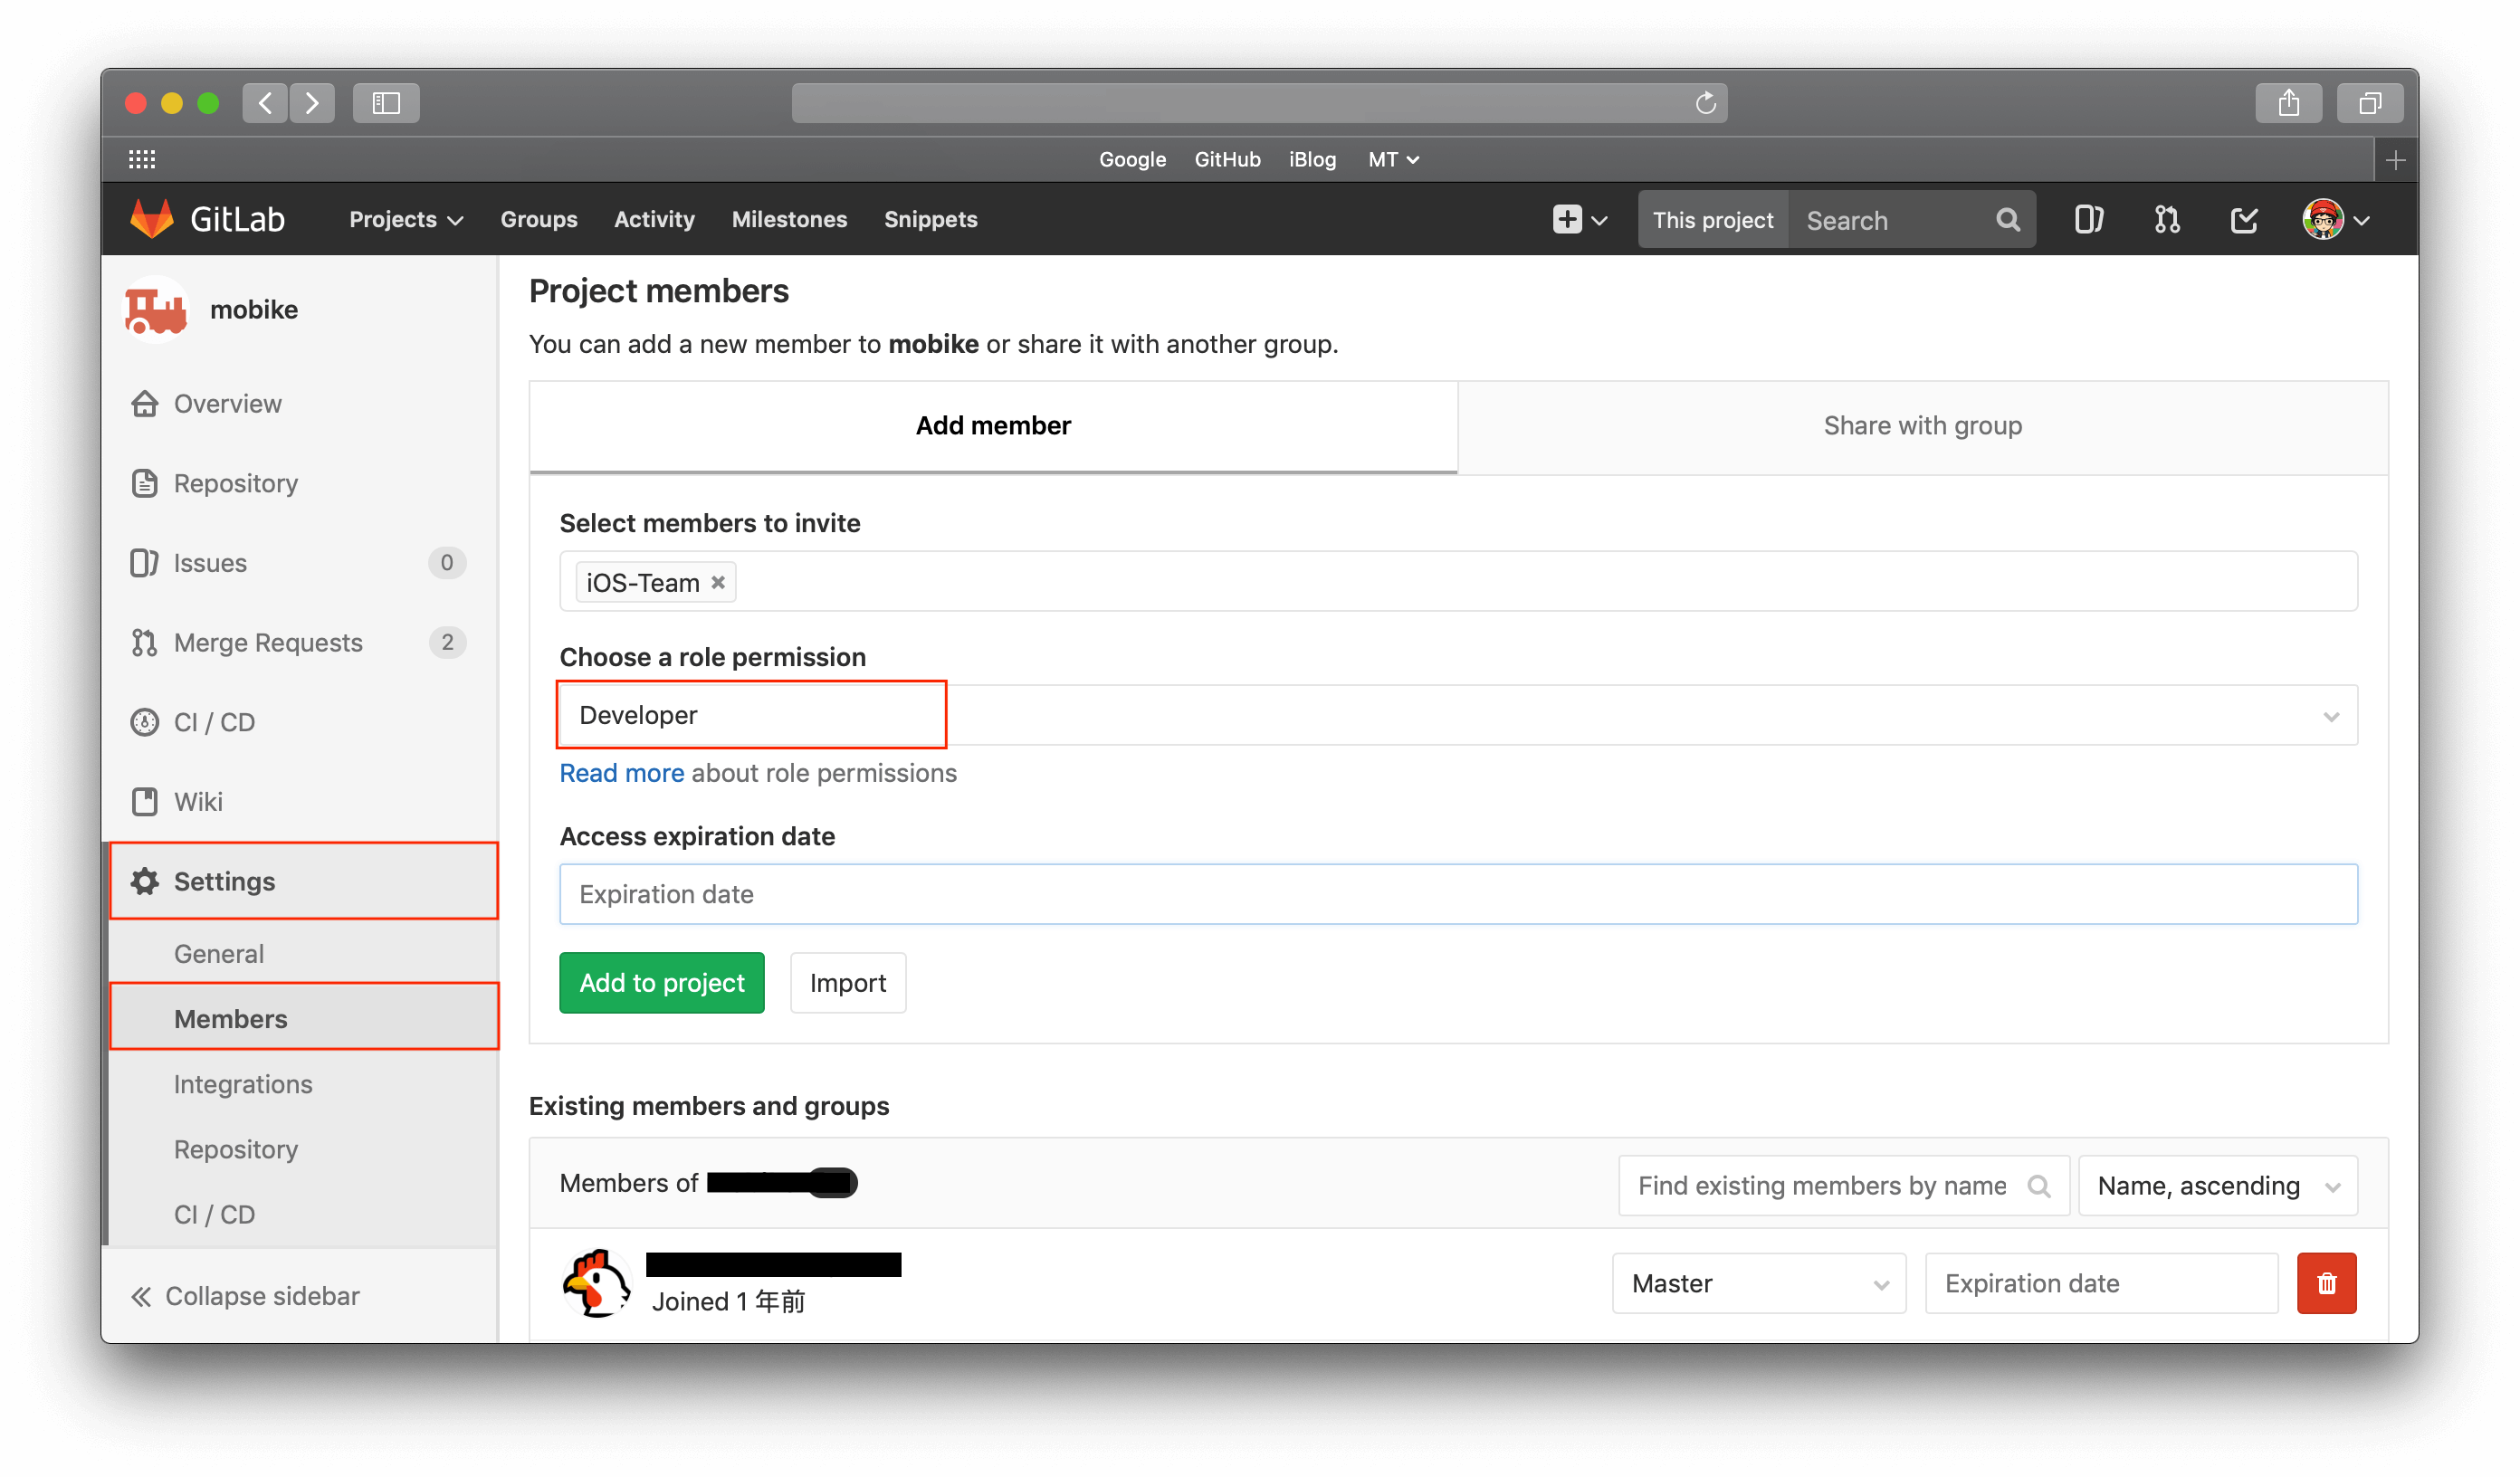 Google GitHub iBlog MT
GitLab Projects Groups Activity Milestones Snippets This project Search
mobike
Overview
Repository
Issues 0
Merge Requests 2
CI / CD
Wiki
Settings
General
Members
Integrations
Repository
CI / CD
Collapse sidebar
Project members
You can add a new member to mobike or share it with another group.
Add member Share with group
Select members to invite
iOS-Team
Choose a role permission
Developer
Read more about role permissions
Access expiration date
Expiration date
Add to project Import
Existing members and groups
Members of Find existing members by name Name, ascending
Master Expiration date
Joined 1 年前